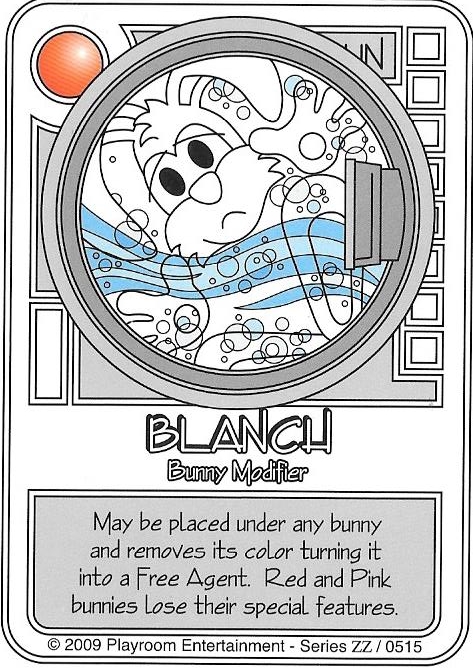 UN
BLANCH
Bunny Modifier
May be placed under any bunny
and removes its color turning it
into a Free Agent. Red and Pink
bunnies lose their special features.
© 2009 Playroom Entertainment - Series ZZ / 0515